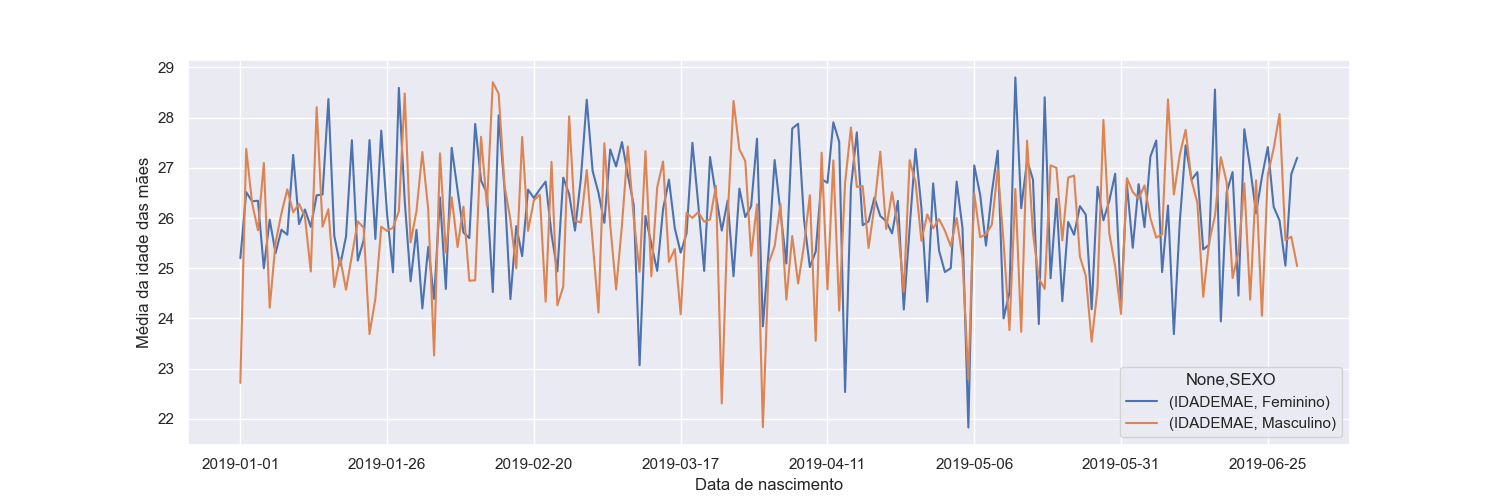 29
28
27
26
25
24
23
22
Média da idade das mães
2019-01-01 2019-01-26 2019-02-20 2019-03-17 2019-04-11 2019-05-06 2019-05-31 2019-06-25
Data de nascimento
None,SEXO
(IDADEMAE, Feminino)
(IDADEMAE, Masculino)